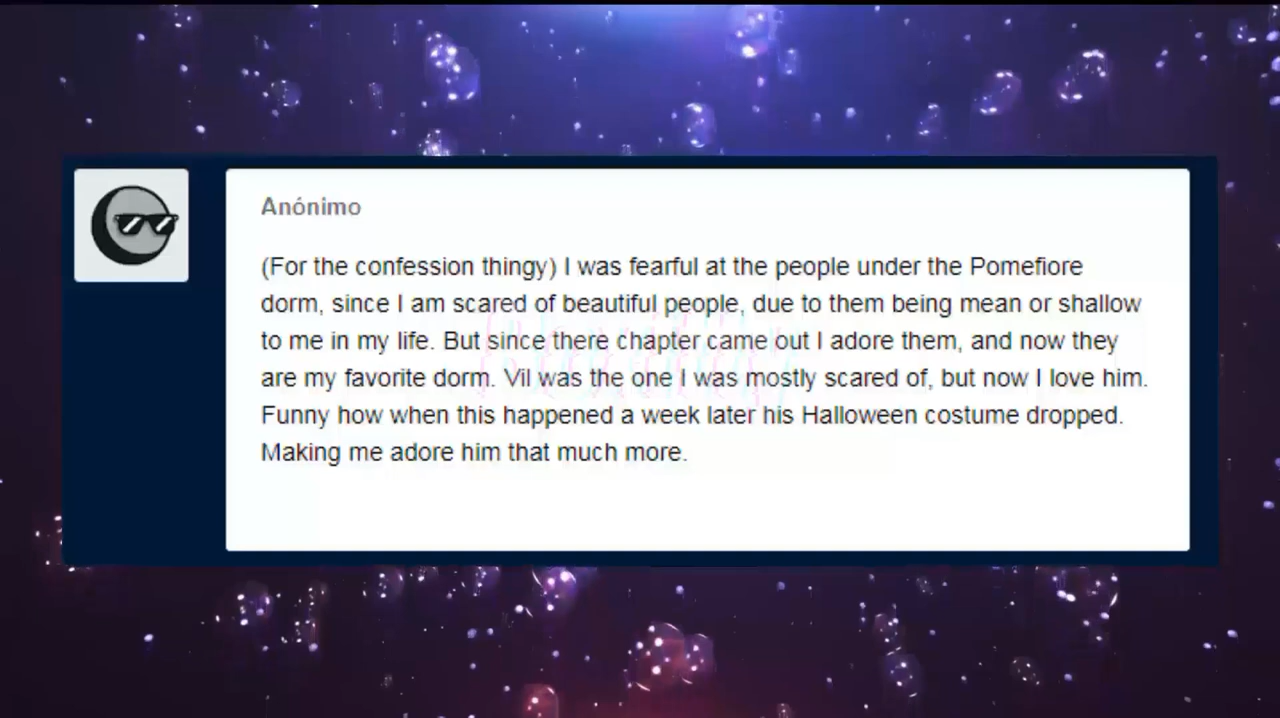 Anónimo
(For the confession thingy) I was fearful at the people under the Pomefiore
dorm, since I am scared of beautiful people, due to them being mean or shallow
to me in my life. But since there chapter came out I adore them, and now they
are my favorite dorm. Vil was the one I was mostly scared of, but now I love him.
Funny how when this happened a week later his Halloween costume dropped.
Making me adore him that much more.